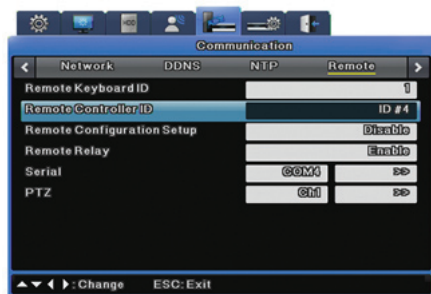 HDD
Communication
< Network DDNS NTP Remote >
Remote Keyboard ID 1
Remote Controller ID ID #4
Remote Configuration Setup Disable
Remote Relay Enable
Serial COM4 >>
PTZ Ch1 >>
▲▼◀▶:Change ESC:Exit